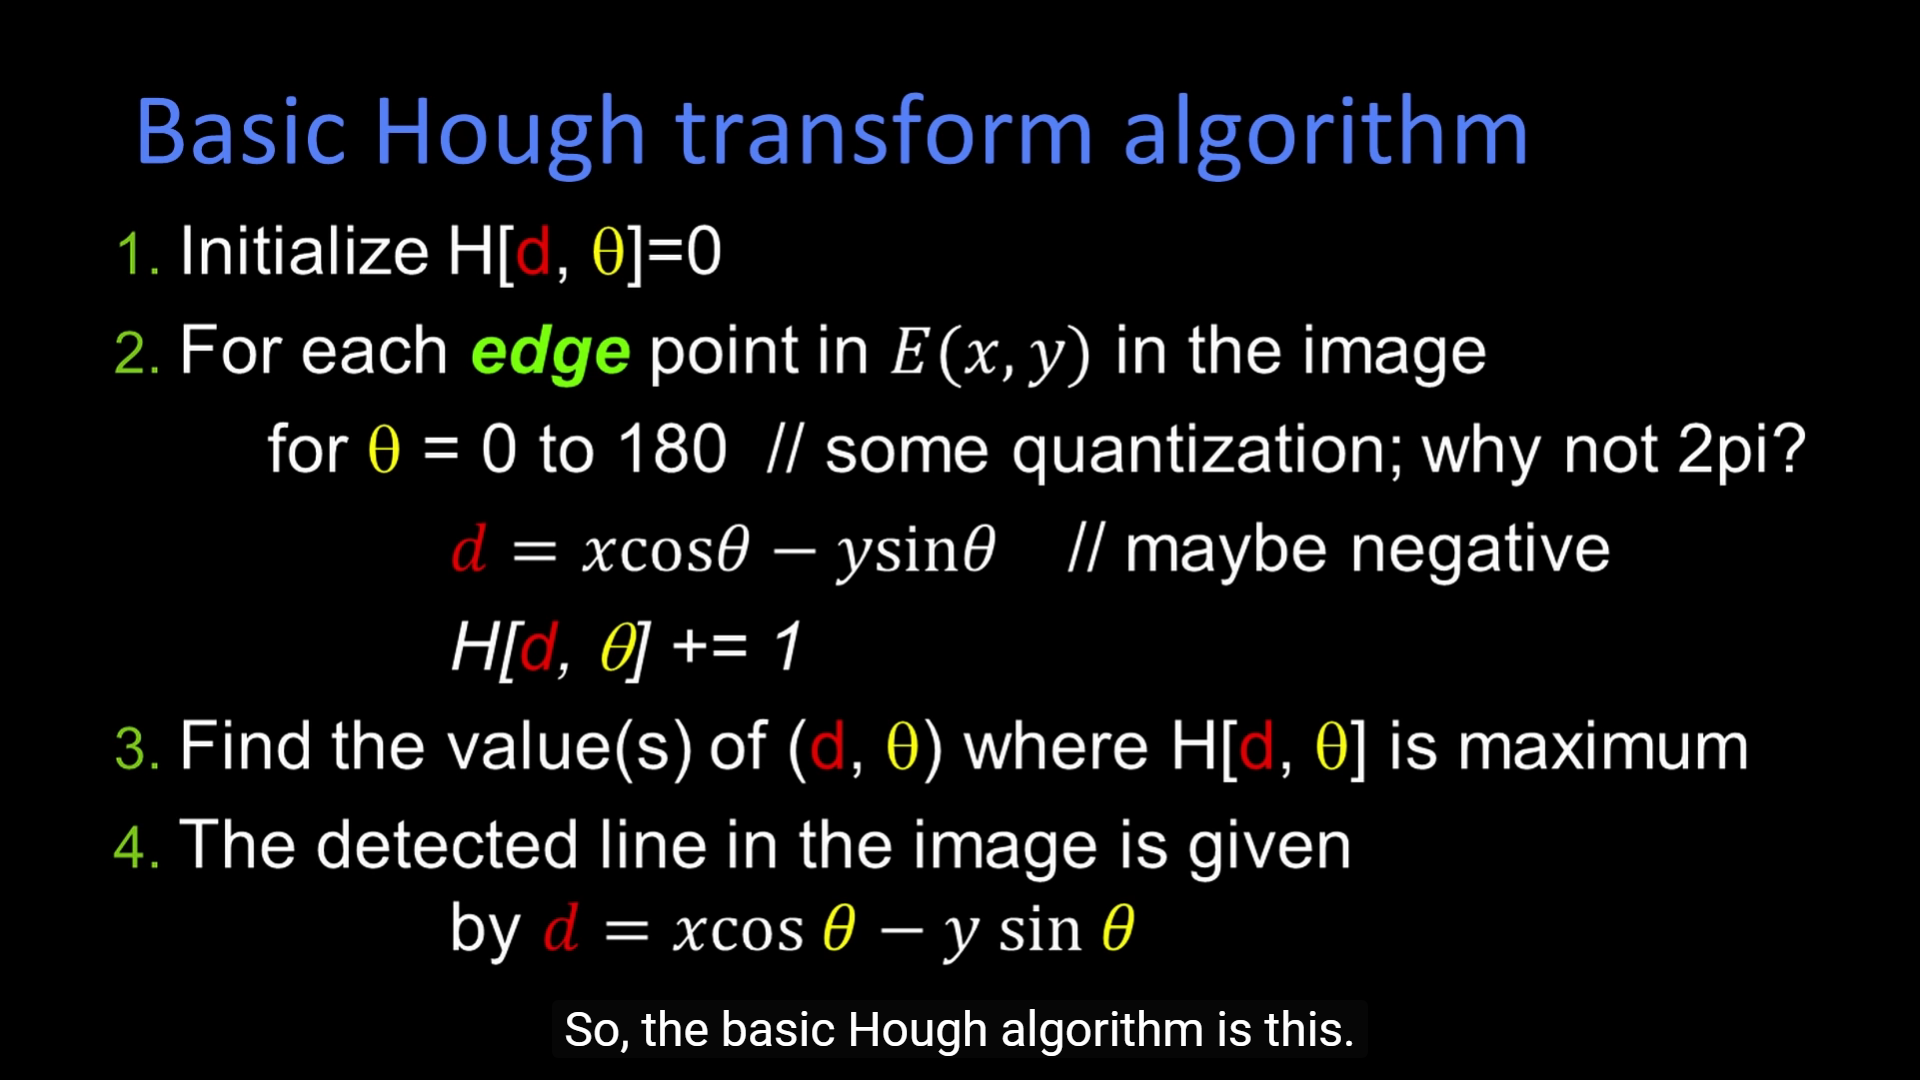 Basic Hough transform algorithm
1. Initialize H[d, θ]=0
2. For each edge point in E(x, y) in the image
for θ = 0 to 180 // some quantization; why not 2pi?
d = xcosθ − ysinθ // maybe negative
H[d, θ] += 1
3. Find the value(s) of (d, θ) where H[d, θ] is maximum
4. The detected line in the image is given
by d = xcos θ − y sin θ
So, the basic Hough algorithm is this.